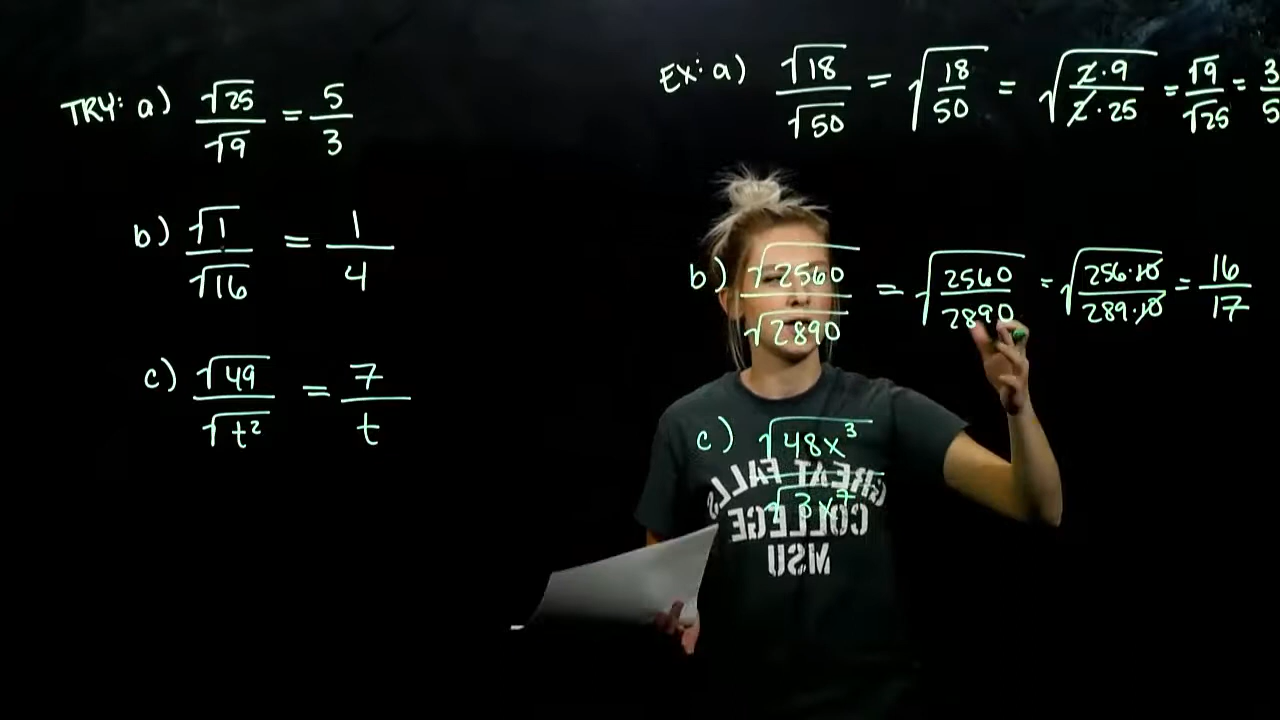 TRY: a) √25/√9 = 5/3
b) √1/√16 = 1/4
c) √49/√t² = 7/t
EX: a) √18/√50 = √(18/50) = √(2·9/2·25) = √9/√25 = 3/5
b) √2560/√2890 = √(2560/2890) = √(256·10/289·10) = 16/17
c) √48x³/√3x⁷
GREAT FALLS
COLLEGE
MSU